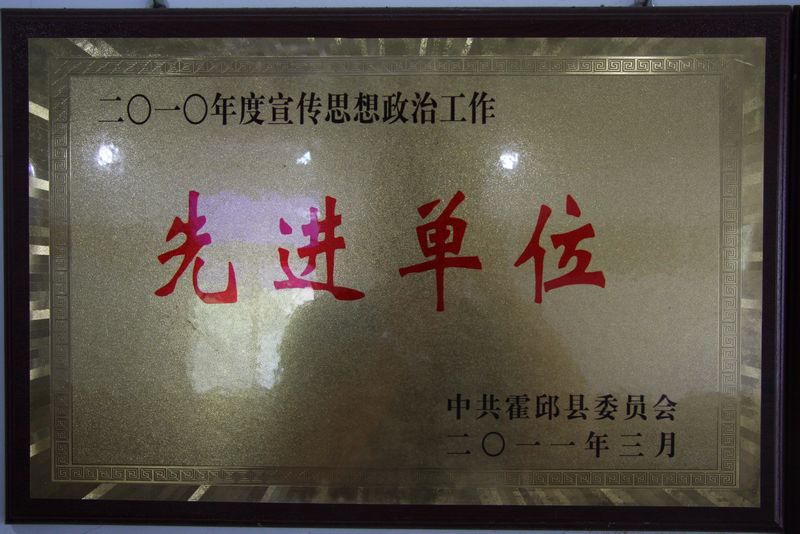 二〇一〇年度宣传思想政治工作
先进单位
中共霍邱县委员会
二〇一一年三月